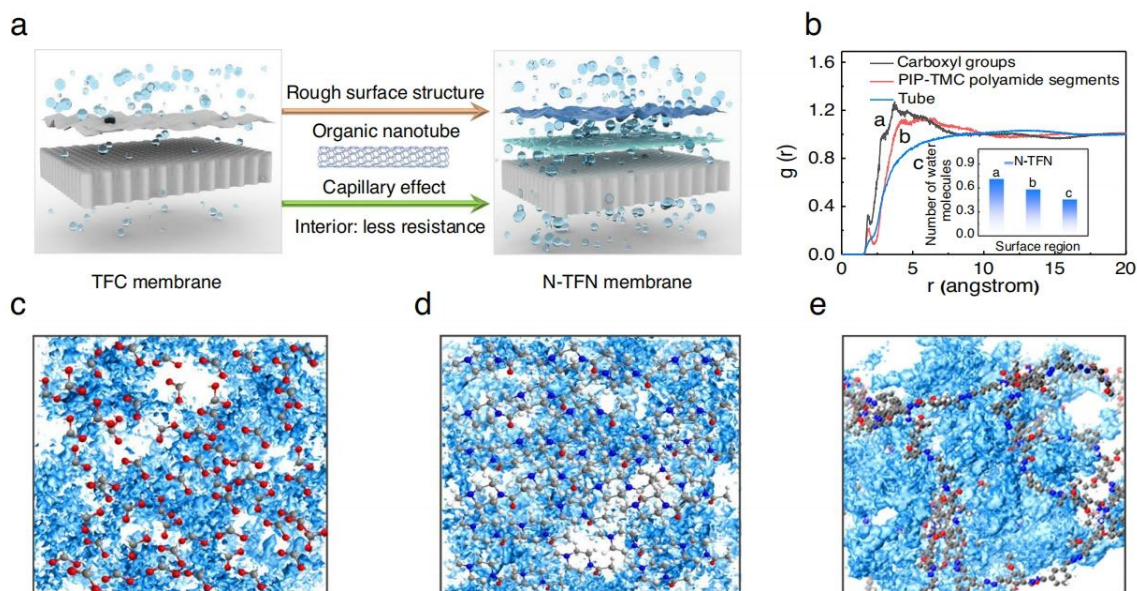 a
Rough surface structure
Organic nanotube
Capillary effect
Interior: less resistance
TFC membrane
N-TFN membrane
b
1.6
1.2
0.8
0.4
0.0
g (r)
Carboxyl groups
PIP-TMC polyamide segments
Tube
a
b
c
Number of water
molecules
0.9
0.6
0.3
0.0
N-TFN
a
b
c
Surface region
0
5
10
15
20
r (angstrom)
c
d
e